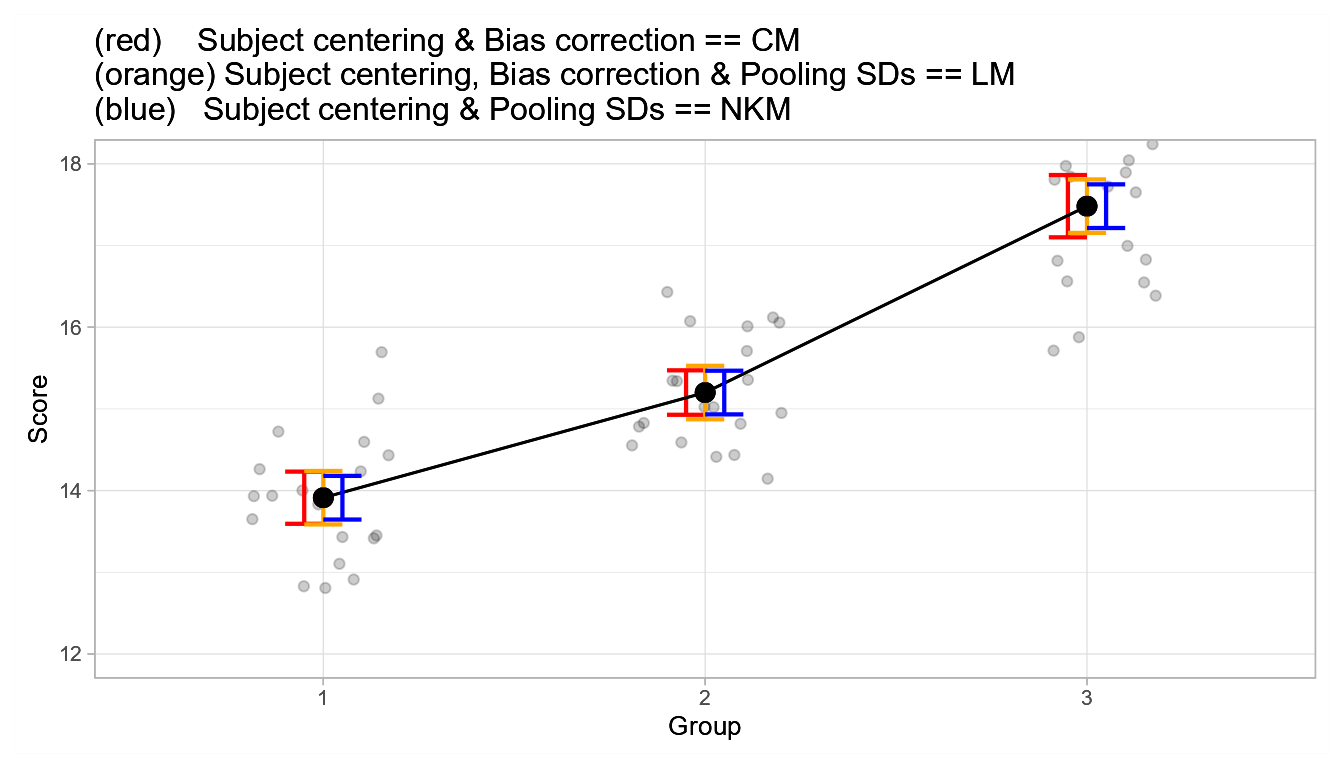 (red)    Subject centering & Bias correction == CM
(orange) Subject centering, Bias correction & Pooling SDs == LM
(blue)   Subject centering & Pooling SDs == NKM
18
16
14
12
Score
1 2 3
Group